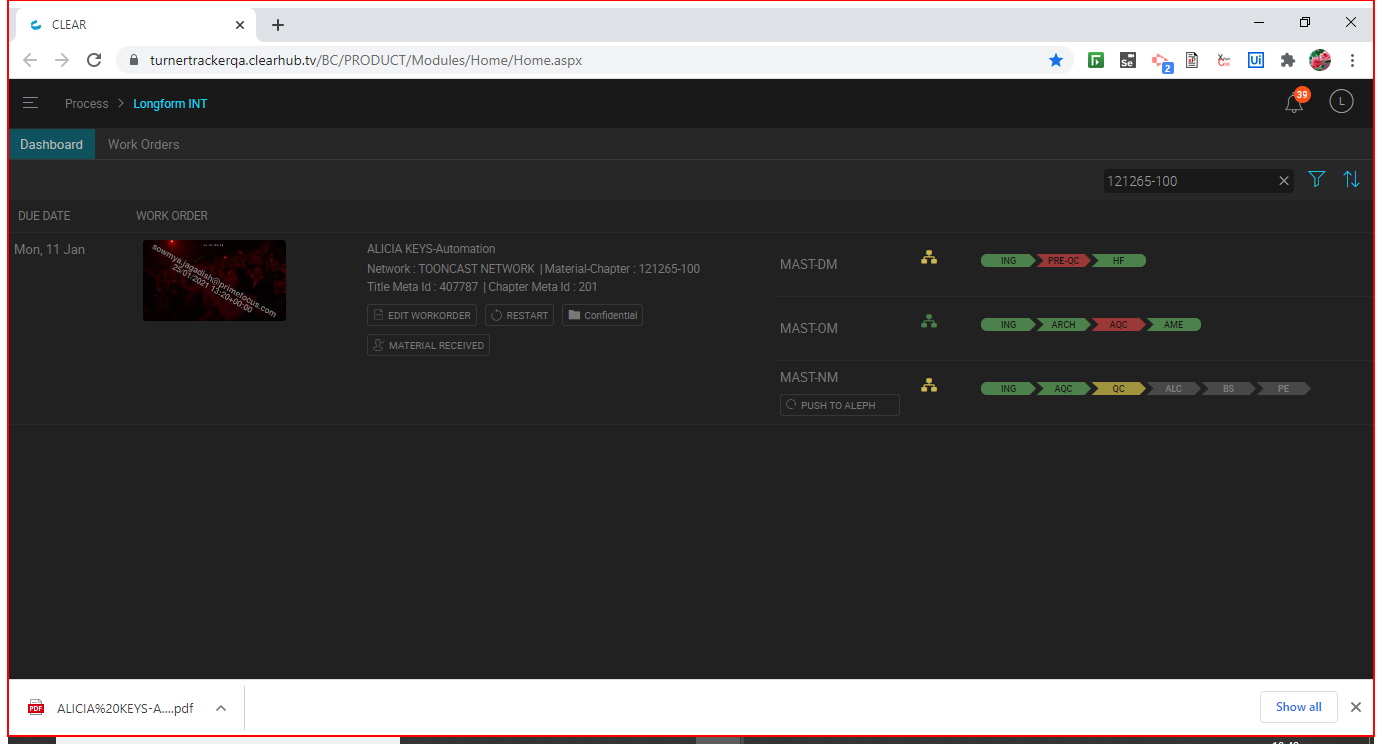 CLEAR
turnertrackerqa.clearhub.tv/BC/PRODUCT/Modules/Home/Home.aspx
Se
2
Ui
Process > Longform INT
39
L
Dashboard Work Orders
121265-100
DUE DATE WORK ORDER
Mon, 11 Jan
sowmya.jagadish@primefocus.com
25/01/2021 13:20+00:00
ALICIA KEYS-Automation
Network : TOONCAST NETWORK | Material-Chapter : 121265-100
Title Meta Id : 407787 | Chapter Meta Id : 201
EDIT WORKORDER RESTART Confidential
MATERIAL RECEIVED
MAST-DM ING PRE-QC HF
MAST-OM ING ARCH AQC AME
MAST-NM ING AQC QC ALC BS PE
PUSH TO ALEPH
PDF ALICIA%20KEYS-A....pdf
Show all